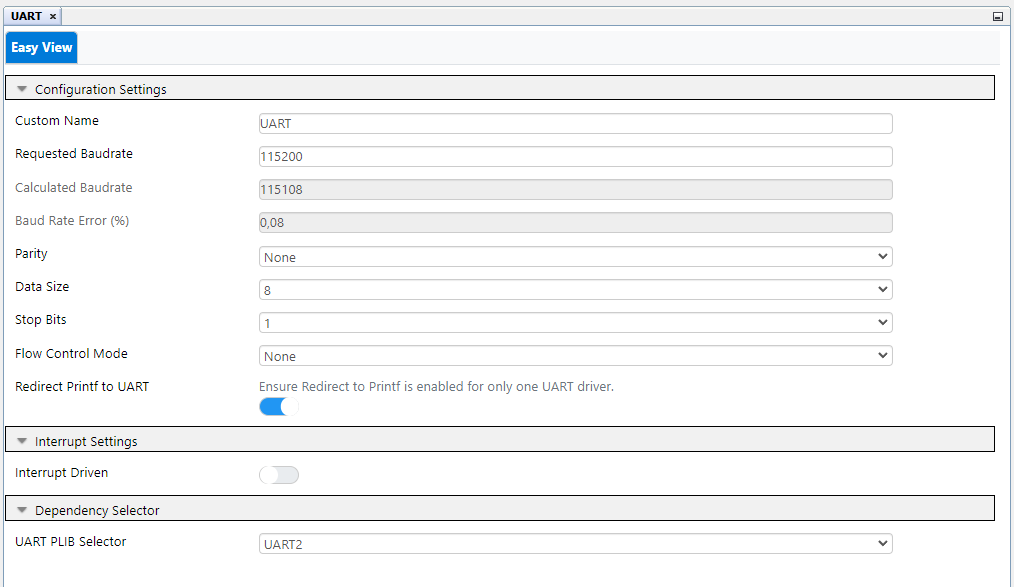 UART
Easy View
Configuration Settings
Custom Name UART
Requested Baudrate 115200
Calculated Baudrate 115108
Baud Rate Error (%) 0,08
Parity None
Data Size 8
Stop Bits 1
Flow Control Mode None
Redirect Printf to UART Ensure Redirect to Printf is enabled for only one UART driver.
Interrupt Settings
Interrupt Driven
Dependency Selector
UART PLIB Selector UART2